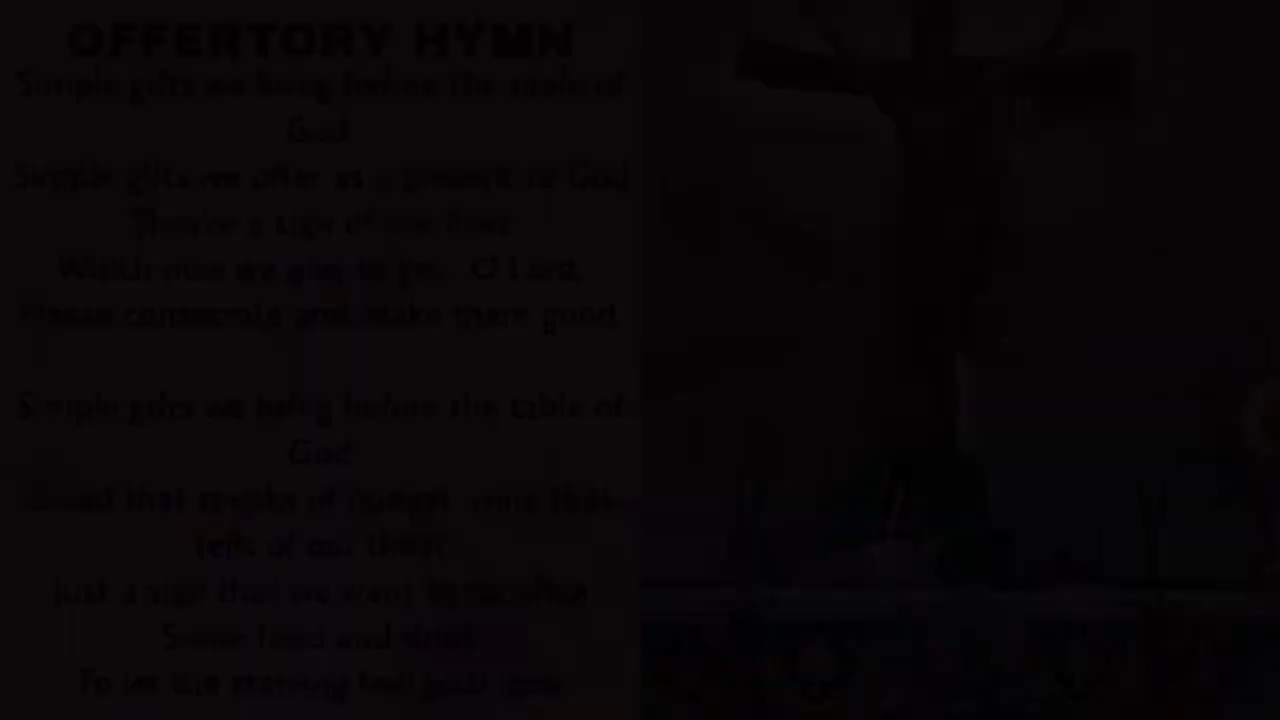 OFFERTORY HYMN
Simple gifts we bring before the table of
God
Simple gifts we offer as a present to God
They're a sign of our lives
Which now we give to you, O Lord,
Please consecrate and make them good
Simple gifts we bring before the table of
God
Bread that speaks of hunger, wine that
tells of our thirst
Just a sign that we want to sacrifice
Some food and drink
To let the starving feel your love